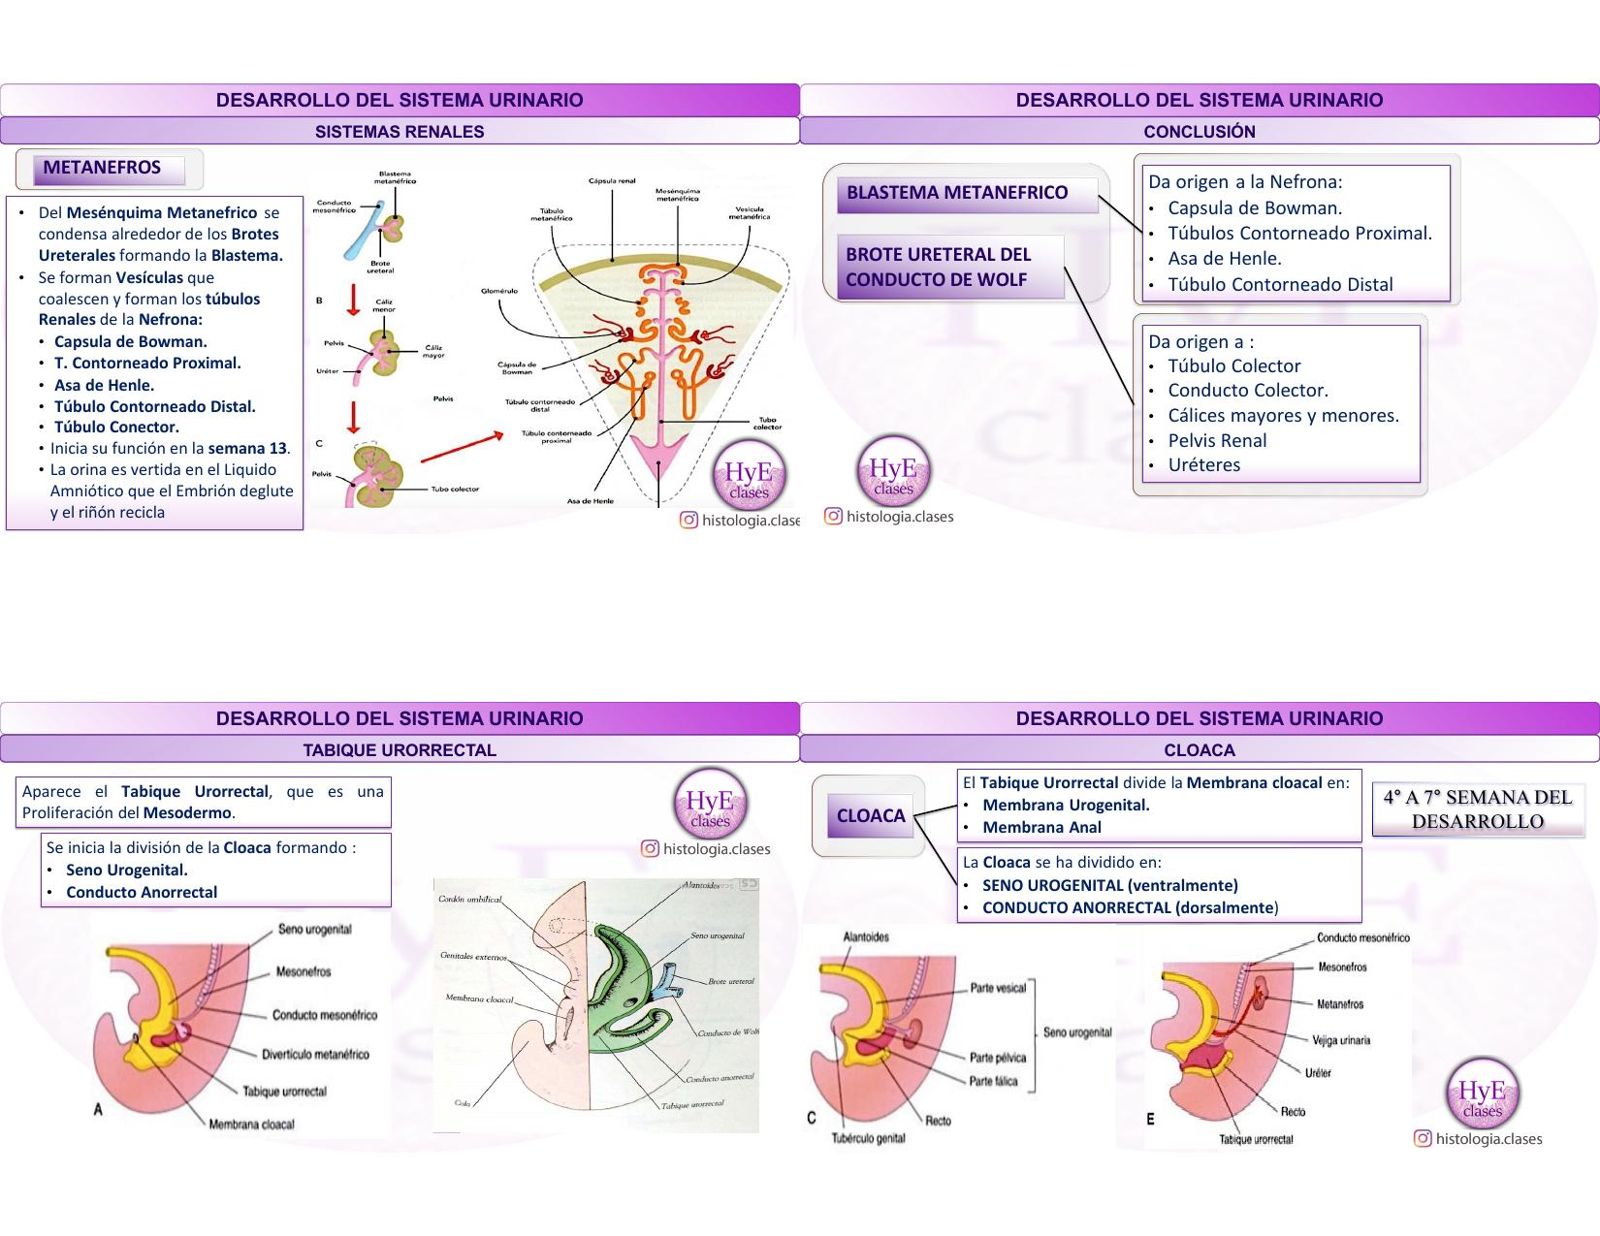 DESARROLLO DEL SISTEMA URINARIO
SISTEMAS RENALES
METANEFROS
• Del Mesénquima Metanefrico se
condensa alrededor de los Brotes
Ureterales formando la Blastema.
• Se forman Vesículas que
coalescen y forman los túbulos
Renales de la Nefrona:
• Capsula de Bowman.
• T. Contorneado Proximal.
• Asa de Henle.
• Túbulo Contorneado Distal.
• Túbulo Conector.
• Inicia su función en la semana 13.
• La orina es vertida en el Liquido
Amniótico que el Embrión deglute
y el riñón recicla
Blastema
metanéfrico
Conducto
mesonéfrico
Brote
ureteral
B
Cáliz
menor
Pelvis
Cáliz
mayor
Uréter
Pelvis
C
Pelvis
Tubo colector
Cápsula renal
Mesénquima
metanéfrico
Túbulo
metanéfrico
Vesícula
metanéfrica
Glomérulo
Cápsula de
Bowman
Túbulo contorneado
distal
Túbulo contorneado
proximal
Tubo
colector
Asa de Henle
HyE
clases
histologia.clase
DESARROLLO DEL SISTEMA URINARIO
CONCLUSIÓN
BLASTEMA METANEFRICO
BROTE URETERAL DEL
CONDUCTO DE WOLF
Da origen a la Nefrona:
• Capsula de Bowman.
• Túbulos Contorneado Proximal.
• Asa de Henle.
• Túbulo Contorneado Distal
Da origen a :
• Túbulo Colector
• Conducto Colector.
• Cálices mayores y menores.
• Pelvis Renal
• Uréteres
HyE
clases
histologia.clases
DESARROLLO DEL SISTEMA URINARIO
TABIQUE URORRECTAL
Aparece el Tabique Urorrectal, que es una
Proliferación del Mesodermo.
Se inicia la división de la Cloaca formando :
• Seno Urogenital.
• Conducto Anorrectal
HyE
clases
histologia.clases
Seno urogenital
Mesonefros
Conducto mesonéfrico
Divertículo metanéfrico
Tabique urorrectal
Membrana cloacal
A
Cordón umbilical
Alantoides
Genitales externos
Seno urogenital
Membrana cloacal
Brote ureteral
Conducto de Wolf
Conducto anorrectal
Cola
Tabique urorrectal
DESARROLLO DEL SISTEMA URINARIO
CLOACA
CLOACA
El Tabique Urorrectal divide la Membrana cloacal en:
• Membrana Urogenital.
• Membrana Anal
La Cloaca se ha dividido en:
• SENO UROGENITAL (ventralmente)
• CONDUCTO ANORRECTAL (dorsalmente)
4° A 7° SEMANA DEL
DESARROLLO
Alantoides
Parte vesical
Seno urogenital
Parte pélvica
Parte fálica
Recto
C
Tubérculo genital
Conducto mesonéfrico
Mesonefros
Metanefros
Vejiga urinaria
Uréter
Recto
E
Tabique urorrectal
HyE
clases
histologia.clases